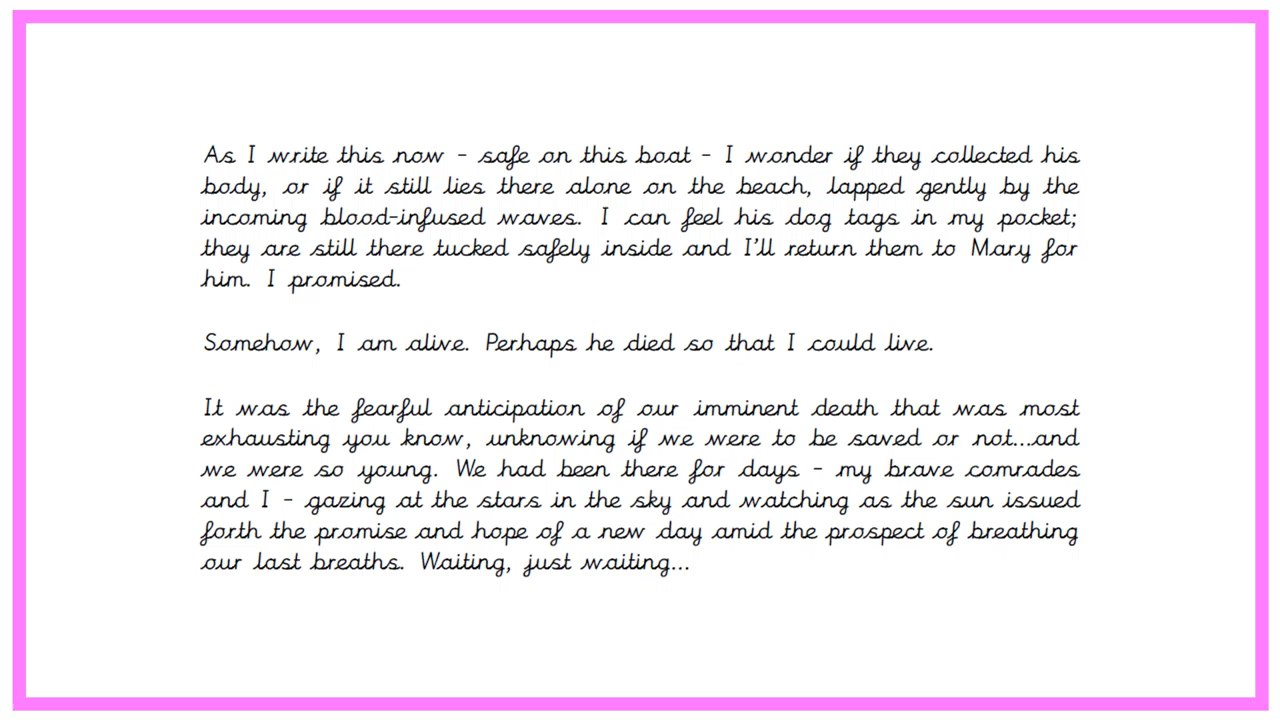 As I write this now - safe on this boat - I wonder if they collected his
body, or if it still lies there alone on the beach, lapped gently by the
incoming blood-infused waves. I can feel his dog tags in my pocket;
they are still there tucked safely inside and I'll return them to Mary for
him. I promised.
Somehow, I am alive. Perhaps he died so that I could live.
It was the fearful anticipation of our imminent death that was most
exhausting you know, unknowing if we were to be saved or not...and
we were so young. We had been there for days - my brave comrades
and I - gazing at the stars in the sky and watching as the sun issued
forth the promise and hope of a new day amid the prospect of breathing
our last breaths. Waiting, just waiting...